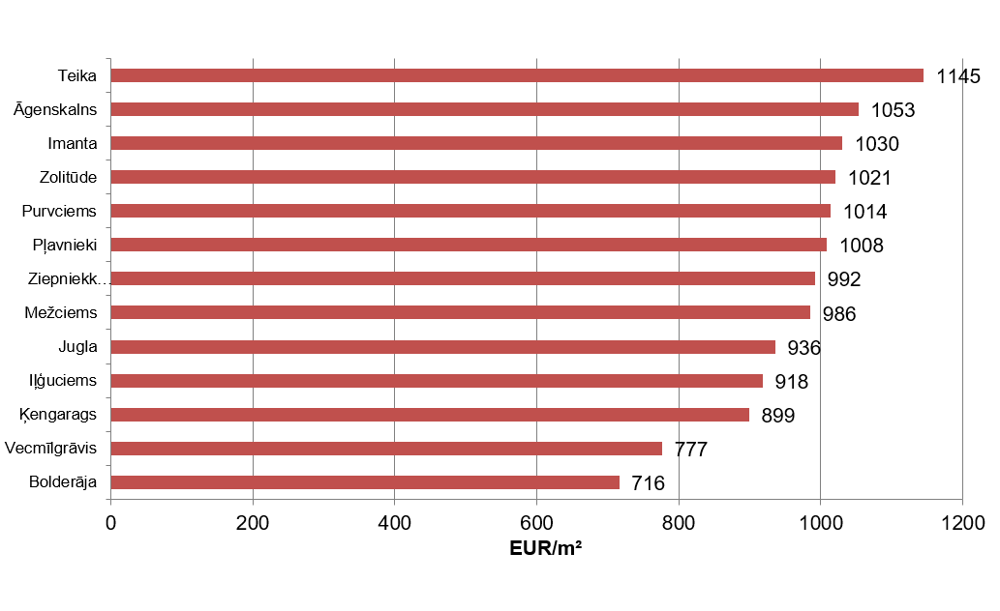 Teika 1145
Āgenskalns 1053
Imanta 1030
Zolitūde 1021
Purvciems 1014
Pļavnieki 1008
Ziepniekk... 992
Mežciems 986
Jugla 936
Iļģuciems 918
Ķengarags 899
Vecmīlgrāvis 777
Bolderāja 716
0 200 400 600 800 1000 1200
EUR/m²